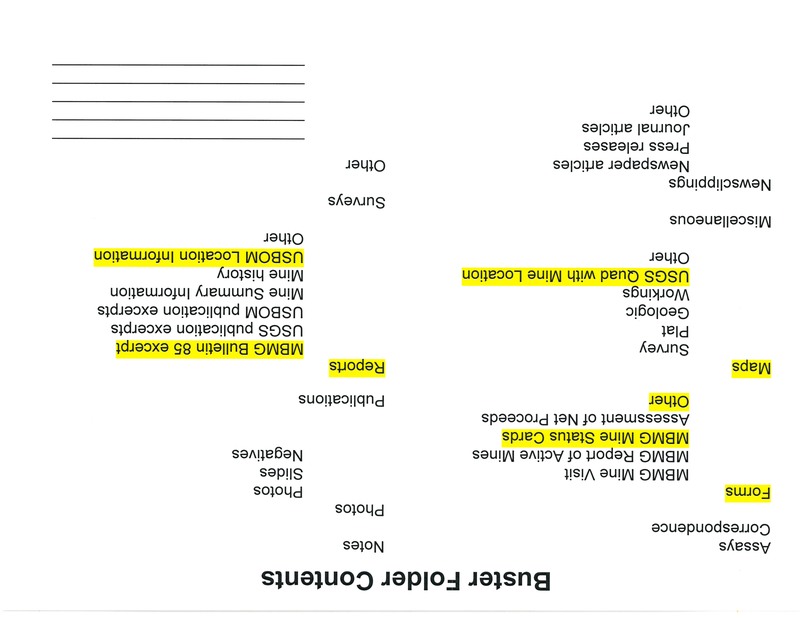 Buster Folder Contents
Assays
Correspondence
Forms
MBMG Mine Visit
MBMG Report of Active Mines
MBMG Mine Status Cards
Assessment of Net Proceeds
Other
Maps
Survey
Plat
Geologic
Workings
USGS Quad with Mine Location
Other
Miscellaneous
Newsclippings
Newspaper articles
Press releases
Journal articles
Other
Notes
Photos
Photos
Slides
Negatives
Publications
Reports
MBMG Bulletin 85 excerpt
USGS publication excerpts
USBOM publication excerpts
Mine Summary Information
Mine history
USBOM Location Information
Other
Surveys
Other